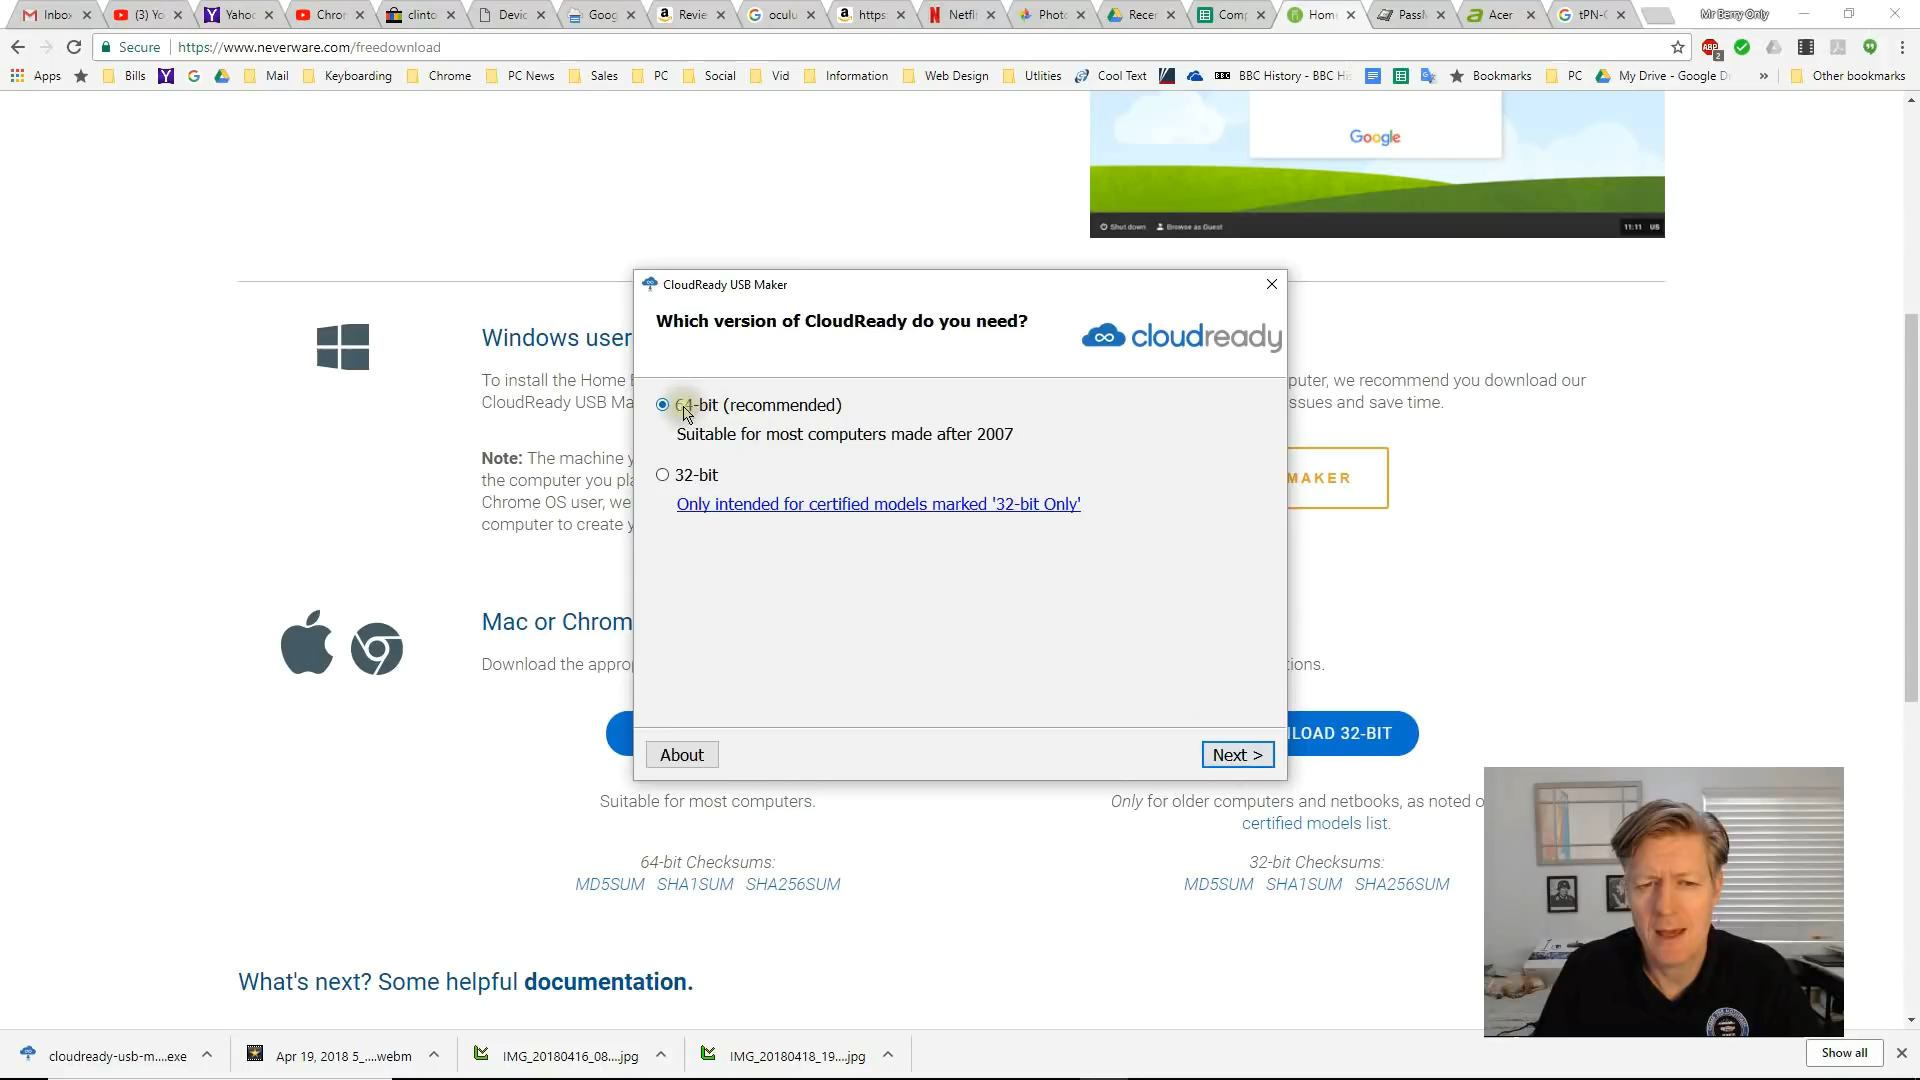 Inbox
(3) Yo
Yaho
Chro
clinto
Devic
Goog
Revie
oculu
https
Netfl
Photo
Recer
Comp
Home
PassM
Acer
tPN-
Mr Berry Only
Secure
https://www.neverware.com/freedownload
Apps
Bills
Mail
Keyboarding
Chrome
PC News
Sales
PC
Social
Vid
Information
Web Design
Utlities
Cool Text
BBC History - BBC Hi
Bookmarks
PC
My Drive - Google D
»
Other bookmarks
Google
Shut down
Browse as Guest
11:11 US
CloudReady USB Maker
Which version of CloudReady do you need?
cloudready
64-bit (recommended)
Suitable for most computers made after 2007
32-bit
Only intended for certified models marked '32-bit Only'
About
Next >
Windows user
To install the Home E
CloudReady USB Ma
puter, we recommend you download our
issues and save time.
Note: The machine y
the computer you pla
Chrome OS user, we
computer to create y
MAKER
Mac or Chrom
Download the approp
tions.
LOAD 32-BIT
Suitable for most computers.
Only for older computers and netbooks, as noted o
certified models list.
64-bit Checksums:
MD5SUM SHA1SUM SHA256SUM
32-bit Checksums:
MD5SUM SHA1SUM SHA256SUM
What's next? Some helpful documentation.
cloudready-usb-m....exe
Apr 19, 2018 5_....webm
IMG_20180416_08....jpg
IMG_20180418_19....jpg
Show all